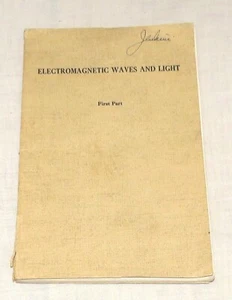 ELECTROMAGNETIC WAVES AND LIGHT
First Part